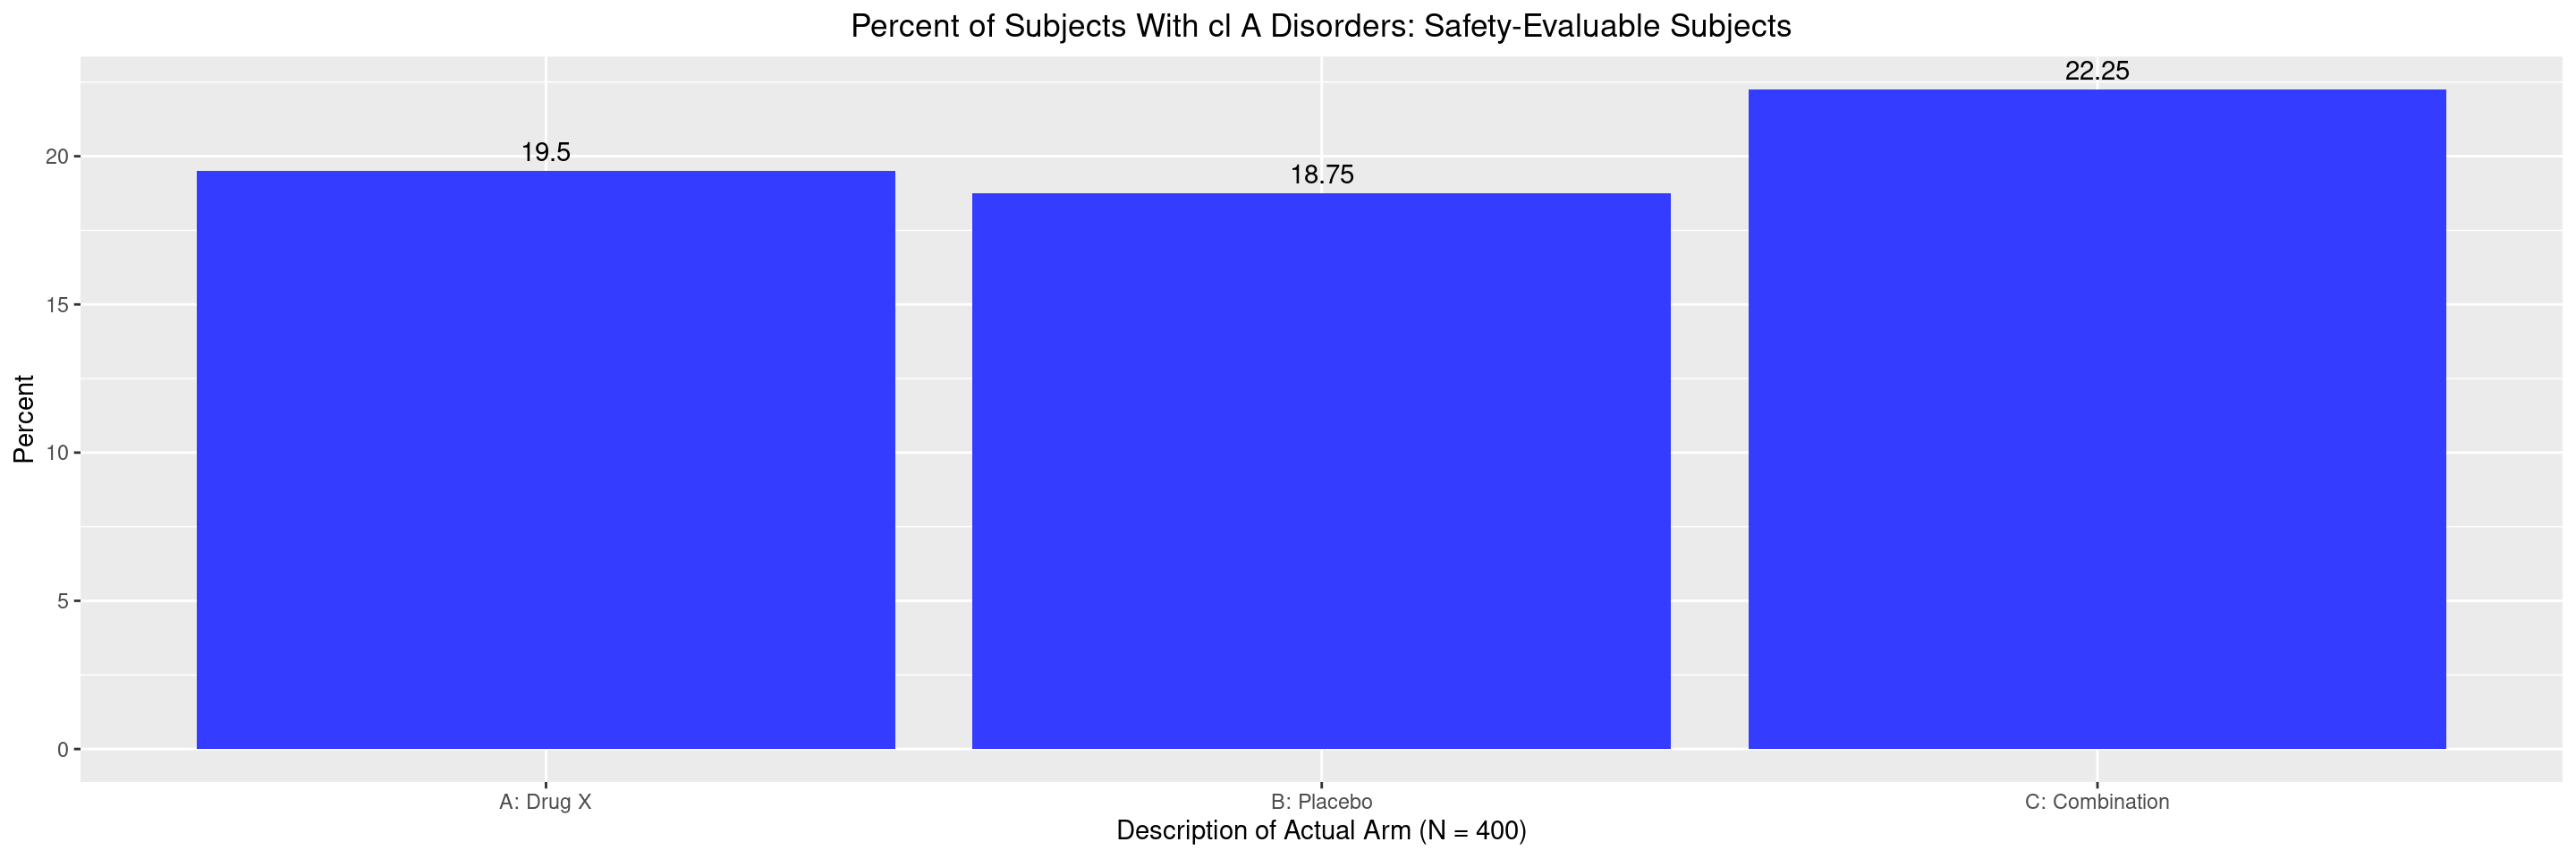 Percent of Subjects With cl A Disorders: Safety-Evaluable Subjects
22.25
19.5
18.75
20
15
10
5
0
Percent
A: Drug X
B: Placebo
C: Combination
Description of Actual Arm (N = 400)